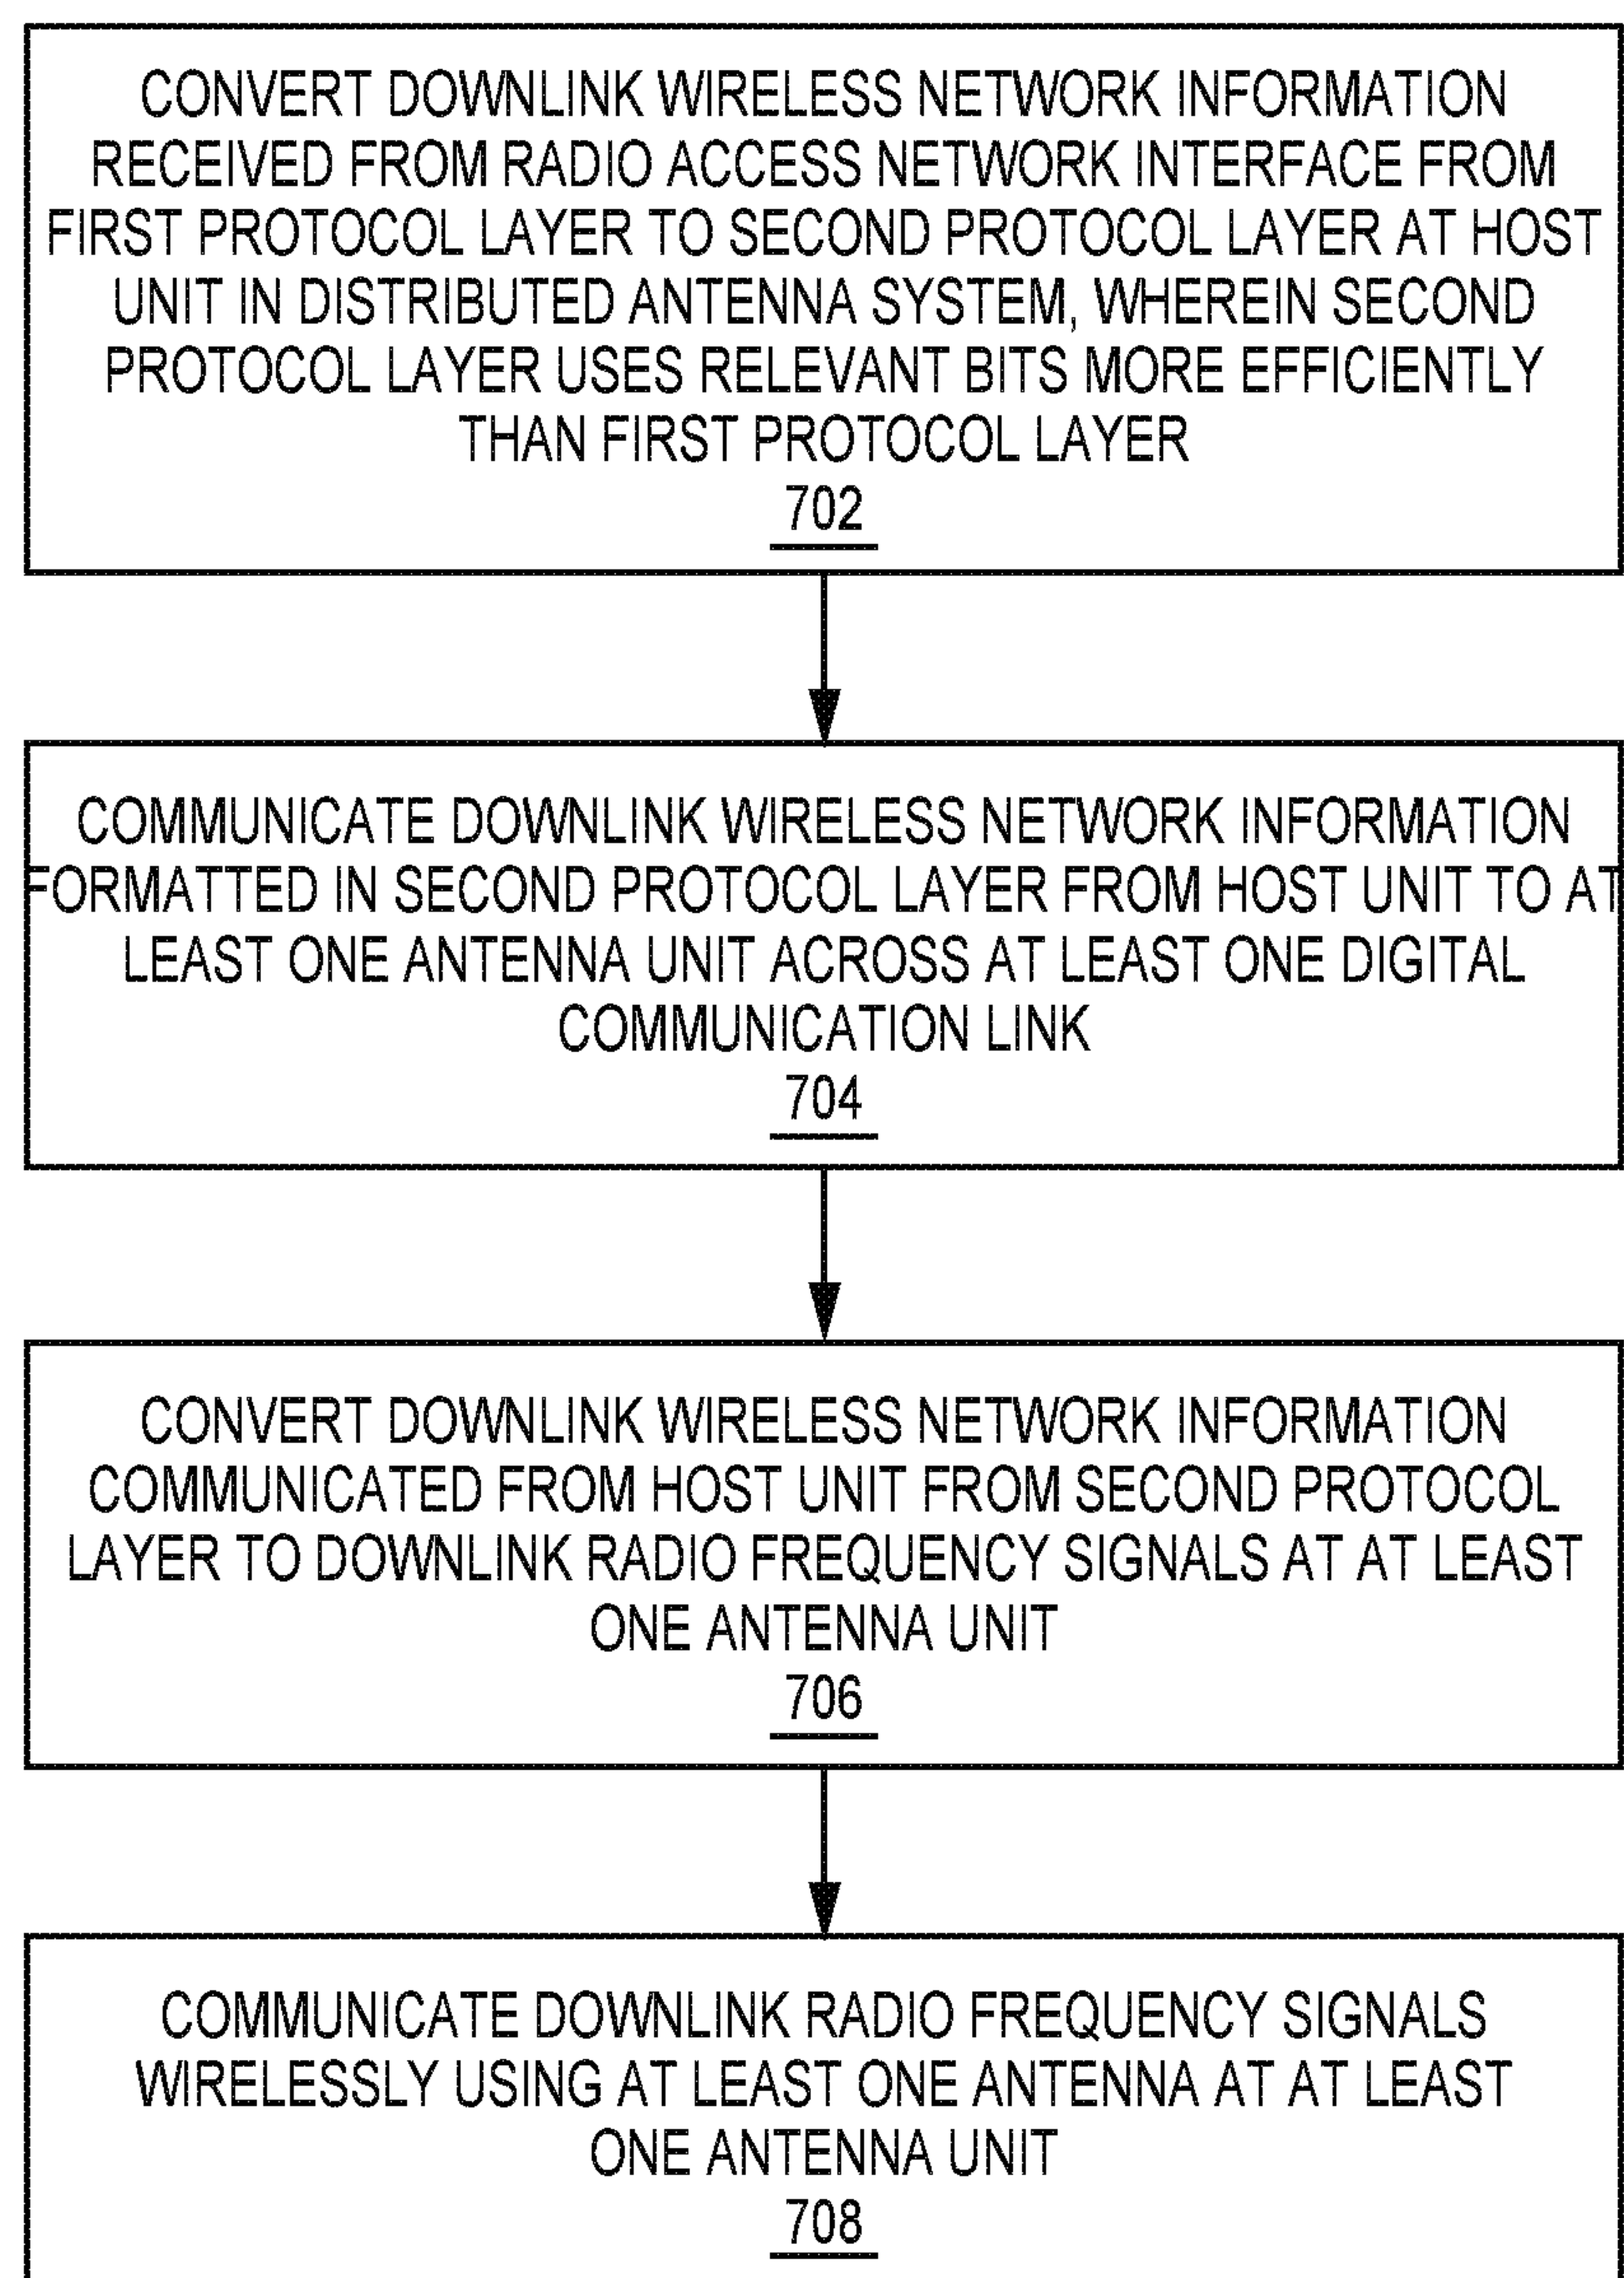 CONVERT DOWNLINK WIRELESS NETWORK INFORMATION
RECEIVED FROM RADIO ACCESS NETWORK INTERFACE FROM
FIRST PROTOCOL LAYER TO SECOND PROTOCOL LAYER AT HOST
UNIT IN DISTRIBUTED ANTENNA SYSTEM, WHEREIN SECOND
PROTOCOL LAYER USES RELEVANT BITS MORE EFFICIENTLY
THAN FIRST PROTOCOL LAYER
702
COMMUNICATE DOWNLINK WIRELESS NETWORK INFORMATION
FORMATTED IN SECOND PROTOCOL LAYER FROM HOST UNIT TO AT
LEAST ONE ANTENNA UNIT ACROSS AT LEAST ONE DIGITAL
COMMUNICATION LINK
704
CONVERT DOWNLINK WIRELESS NETWORK INFORMATION
COMMUNICATED FROM HOST UNIT FROM SECOND PROTOCOL
LAYER TO DOWNLINK RADIO FREQUENCY SIGNALS AT AT LEAST
ONE ANTENNA UNIT
706
COMMUNICATE DOWNLINK RADIO FREQUENCY SIGNALS
WIRELESSLY USING AT LEAST ONE ANTENNA AT AT LEAST
ONE ANTENNA UNIT
708